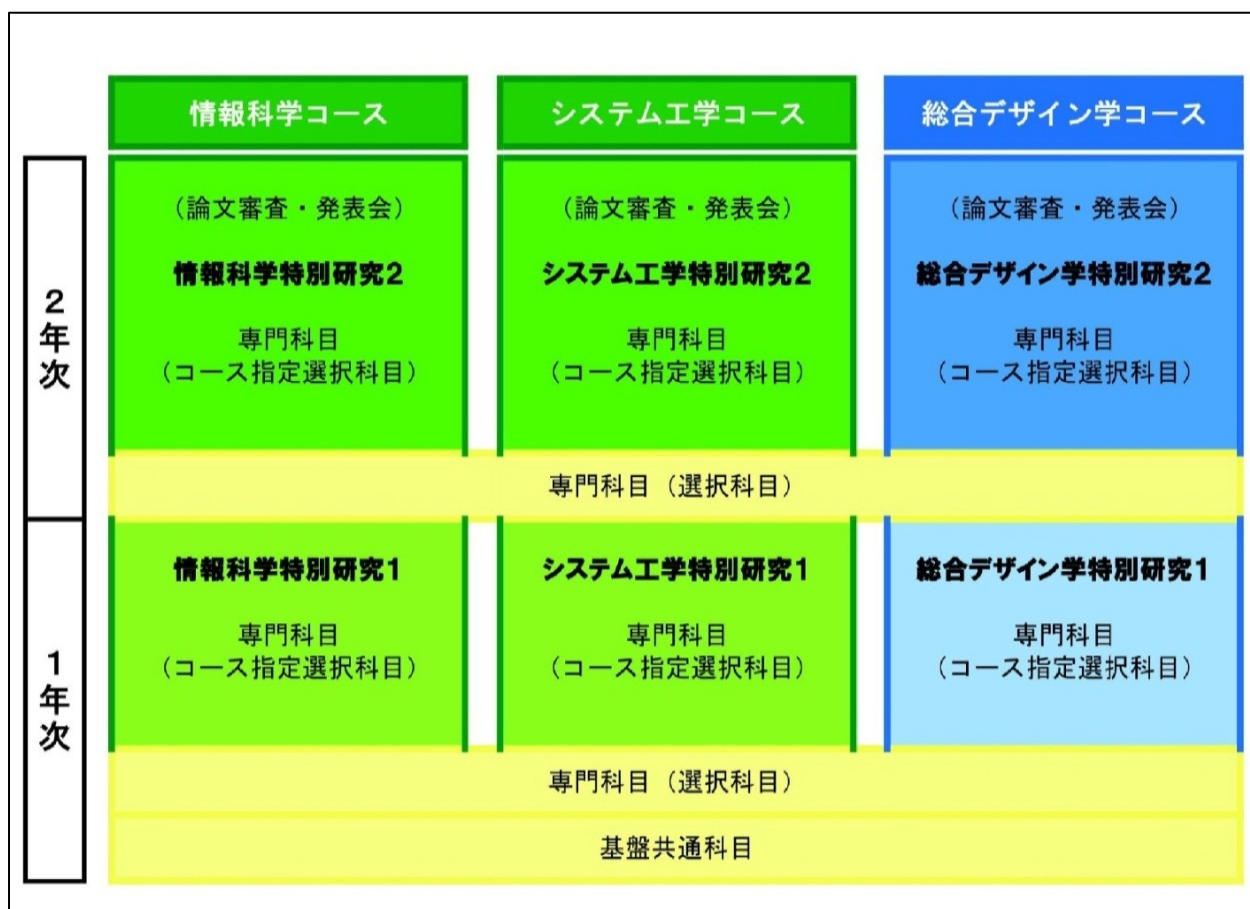 情報科学コース
システム工学コース
総合デザイン学コース
2年次
(論文審査・発表会)
(論文審査・発表会)
(論文審査・発表会)
情報科学特別研究2
システム工学特別研究2
総合デザイン学特別研究2
専門科目
(コース指定選択科目)
専門科目
(コース指定選択科目)
専門科目
(コース指定選択科目)
専門科目(選択科目)
1年次
情報科学特別研究1
システム工学特別研究1
総合デザイン学特別研究1
専門科目
(コース指定選択科目)
専門科目
(コース指定選択科目)
専門科目
(コース指定選択科目)
専門科目(選択科目)
基盤共通科目